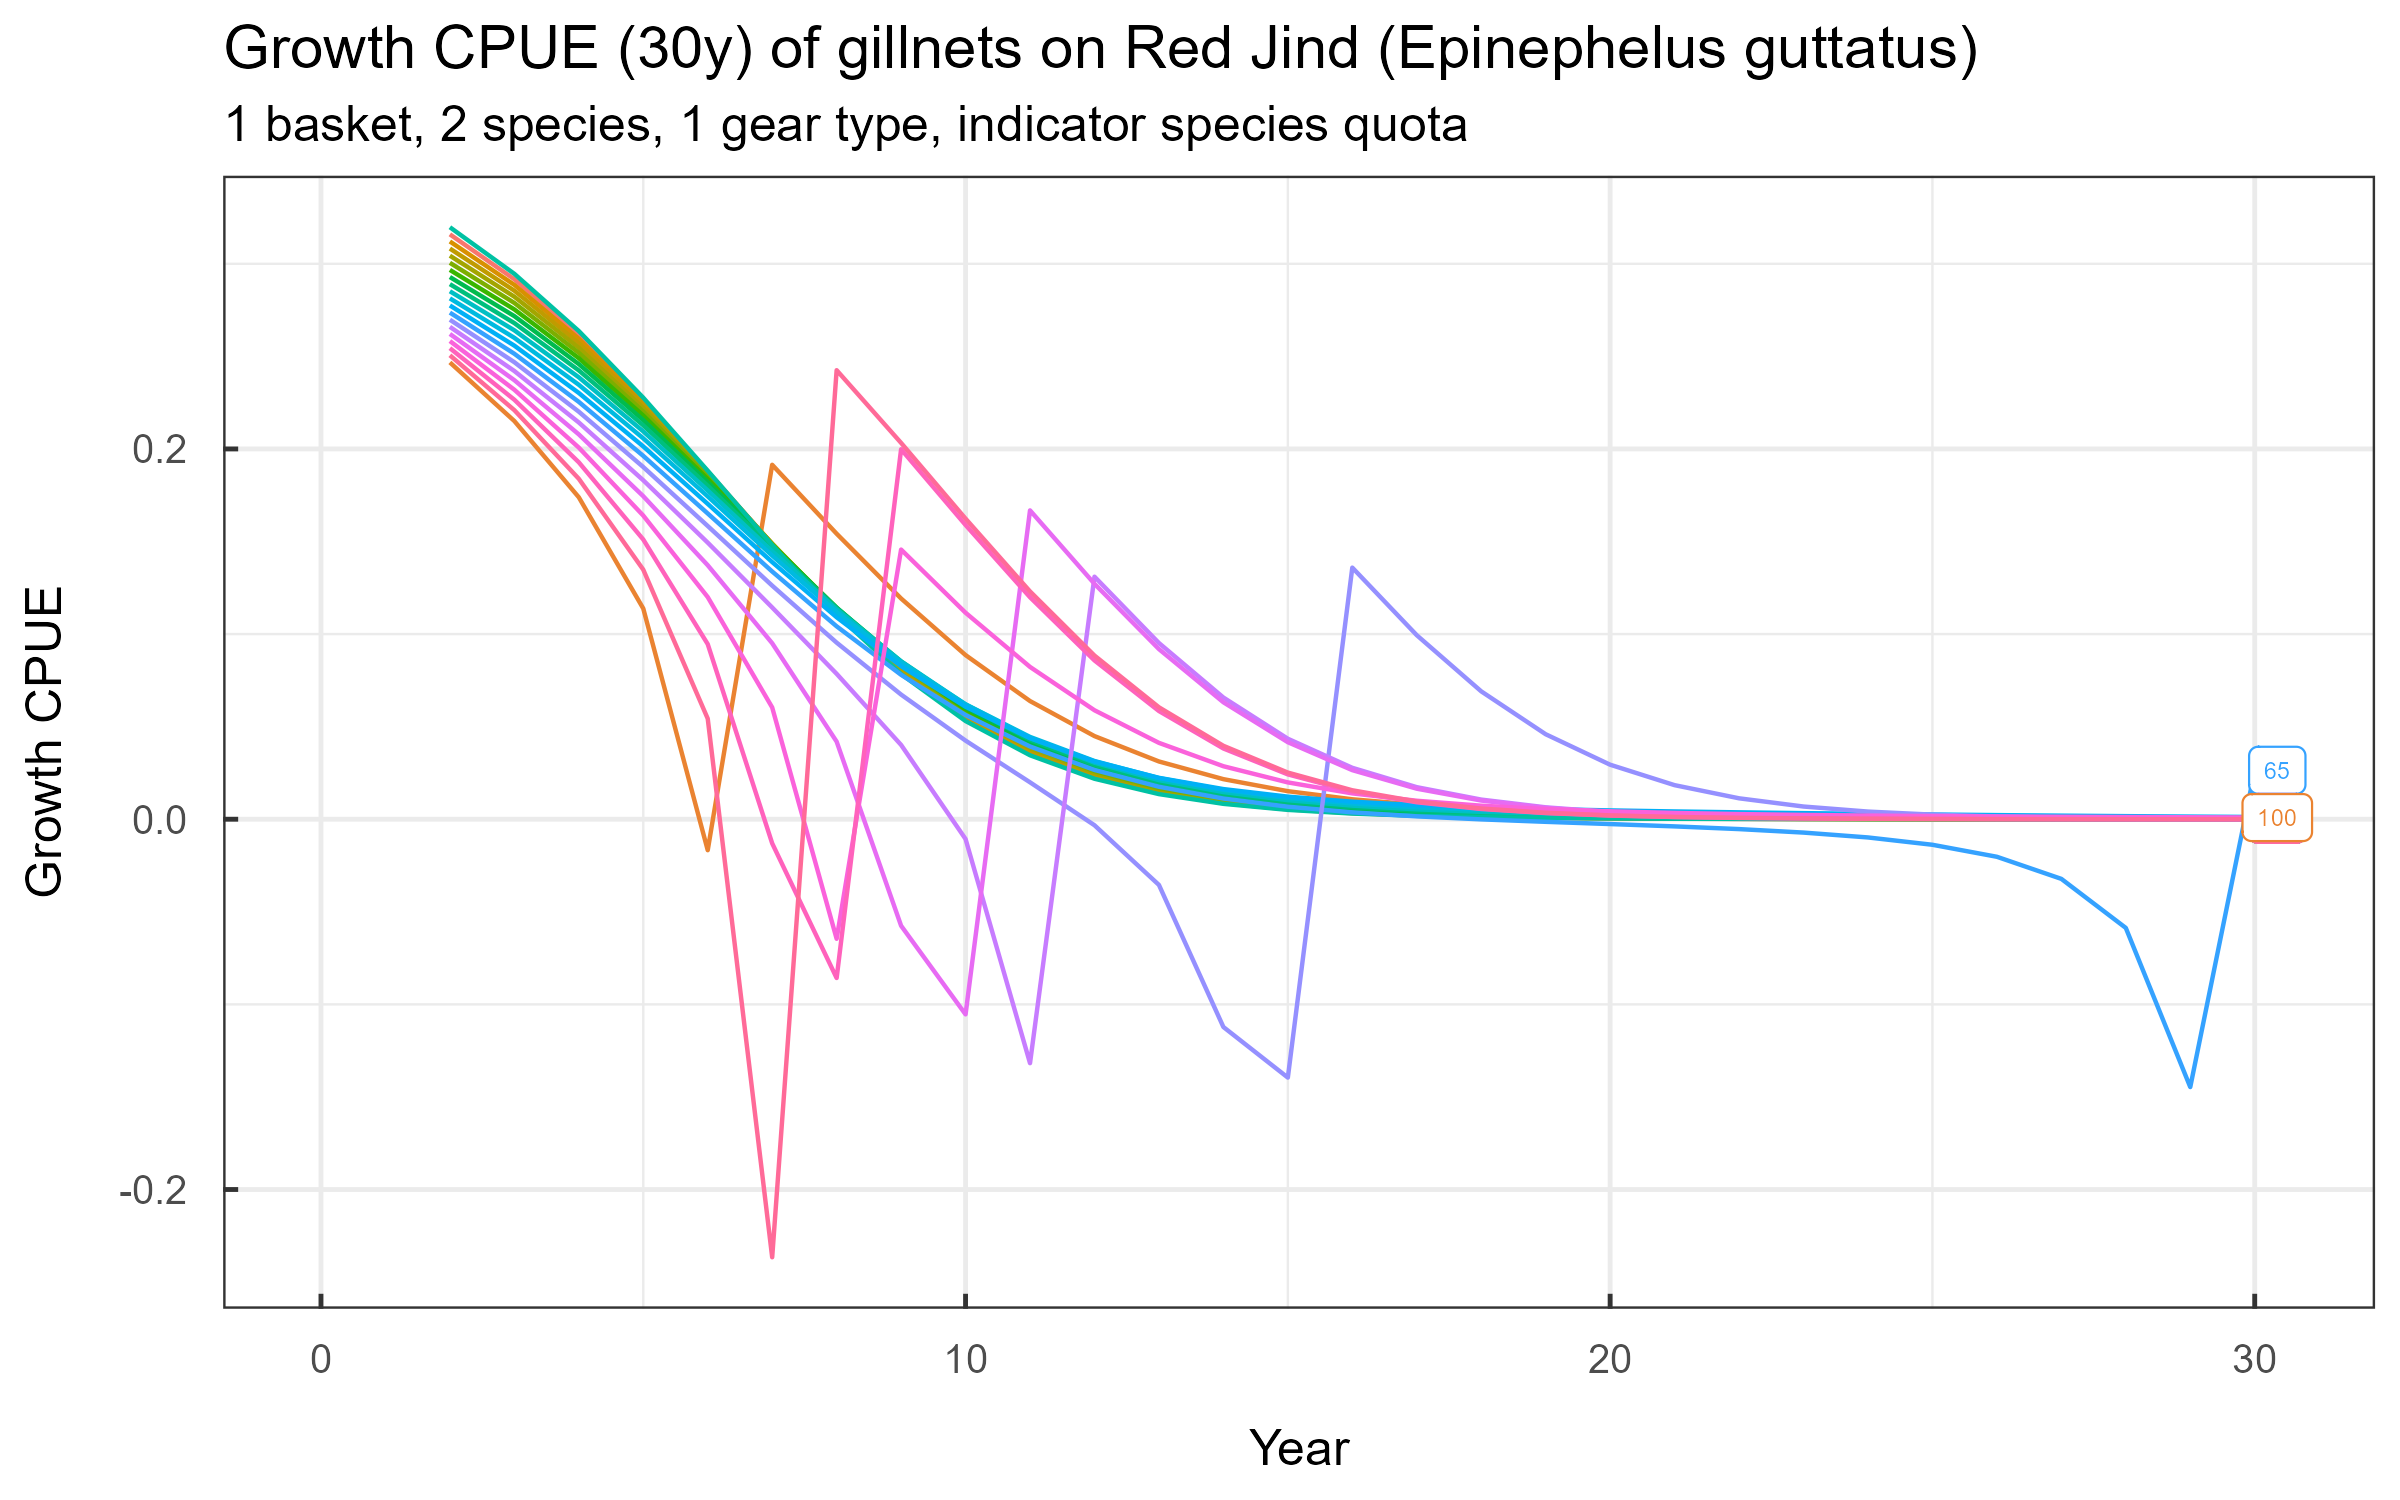 Growth CPUE (30y) of gillnets on Red Jind (Epinephelus guttatus)
1 basket, 2 species, 1 gear type, indicator species quota
Growth CPUE
0.2
0.0
-0.2
65
100
0
10
20
30
Year